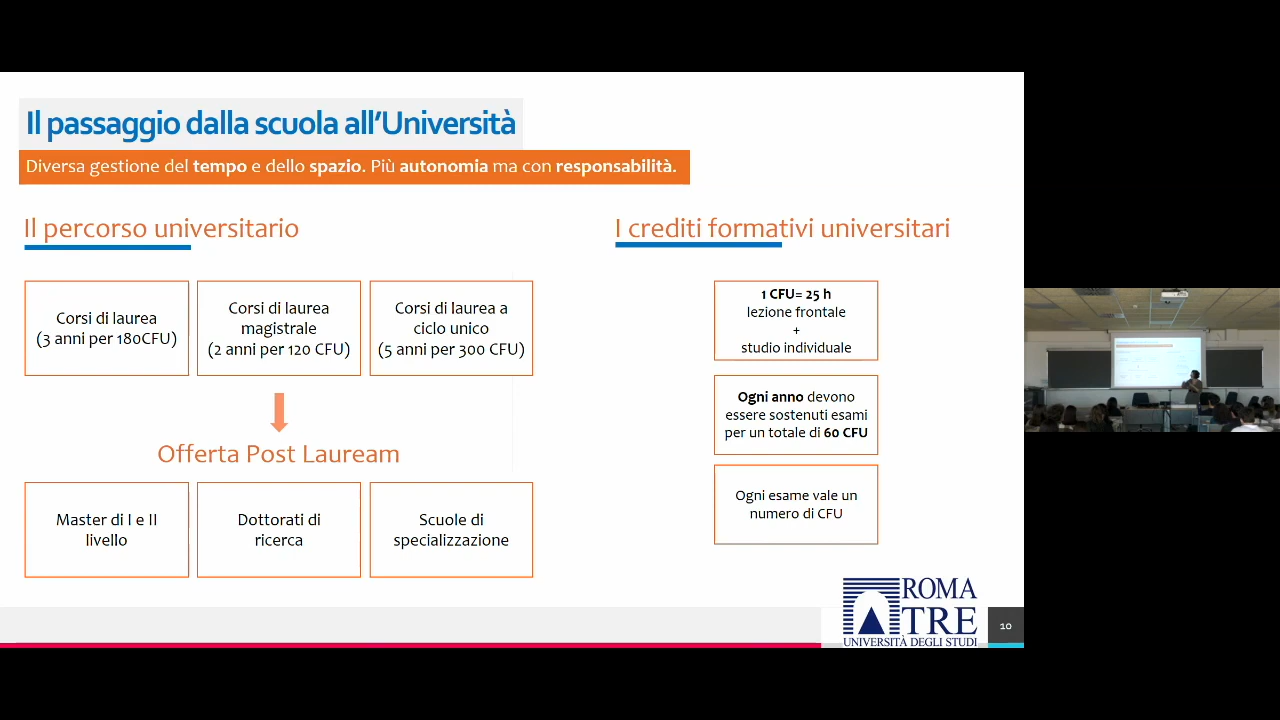 Il passaggio dalla scuola all'Università
Diversa gestione del tempo e dello spazio. Più autonomia ma con responsabilità.
Il percorso universitario
Corsi di laurea
(3 anni per 180CFU)
Corsi di laurea
magistrale
(2 anni per 120 CFU)
Corsi di laurea a
ciclo unico
(5 anni per 300 CFU)
Offerta Post Lauream
Master di I e II
livello
Dottorati di
ricerca
Scuole di
specializzazione
I crediti formativi universitari
1 CFU= 25 h
lezione frontale
+
studio individuale
Ogni anno devono
essere sostenuti esami
per un totale di 60 CFU
Ogni esame vale un
numero di CFU
ROMA
TRE
UNIVERSITÀ DEGLI STUDI
10